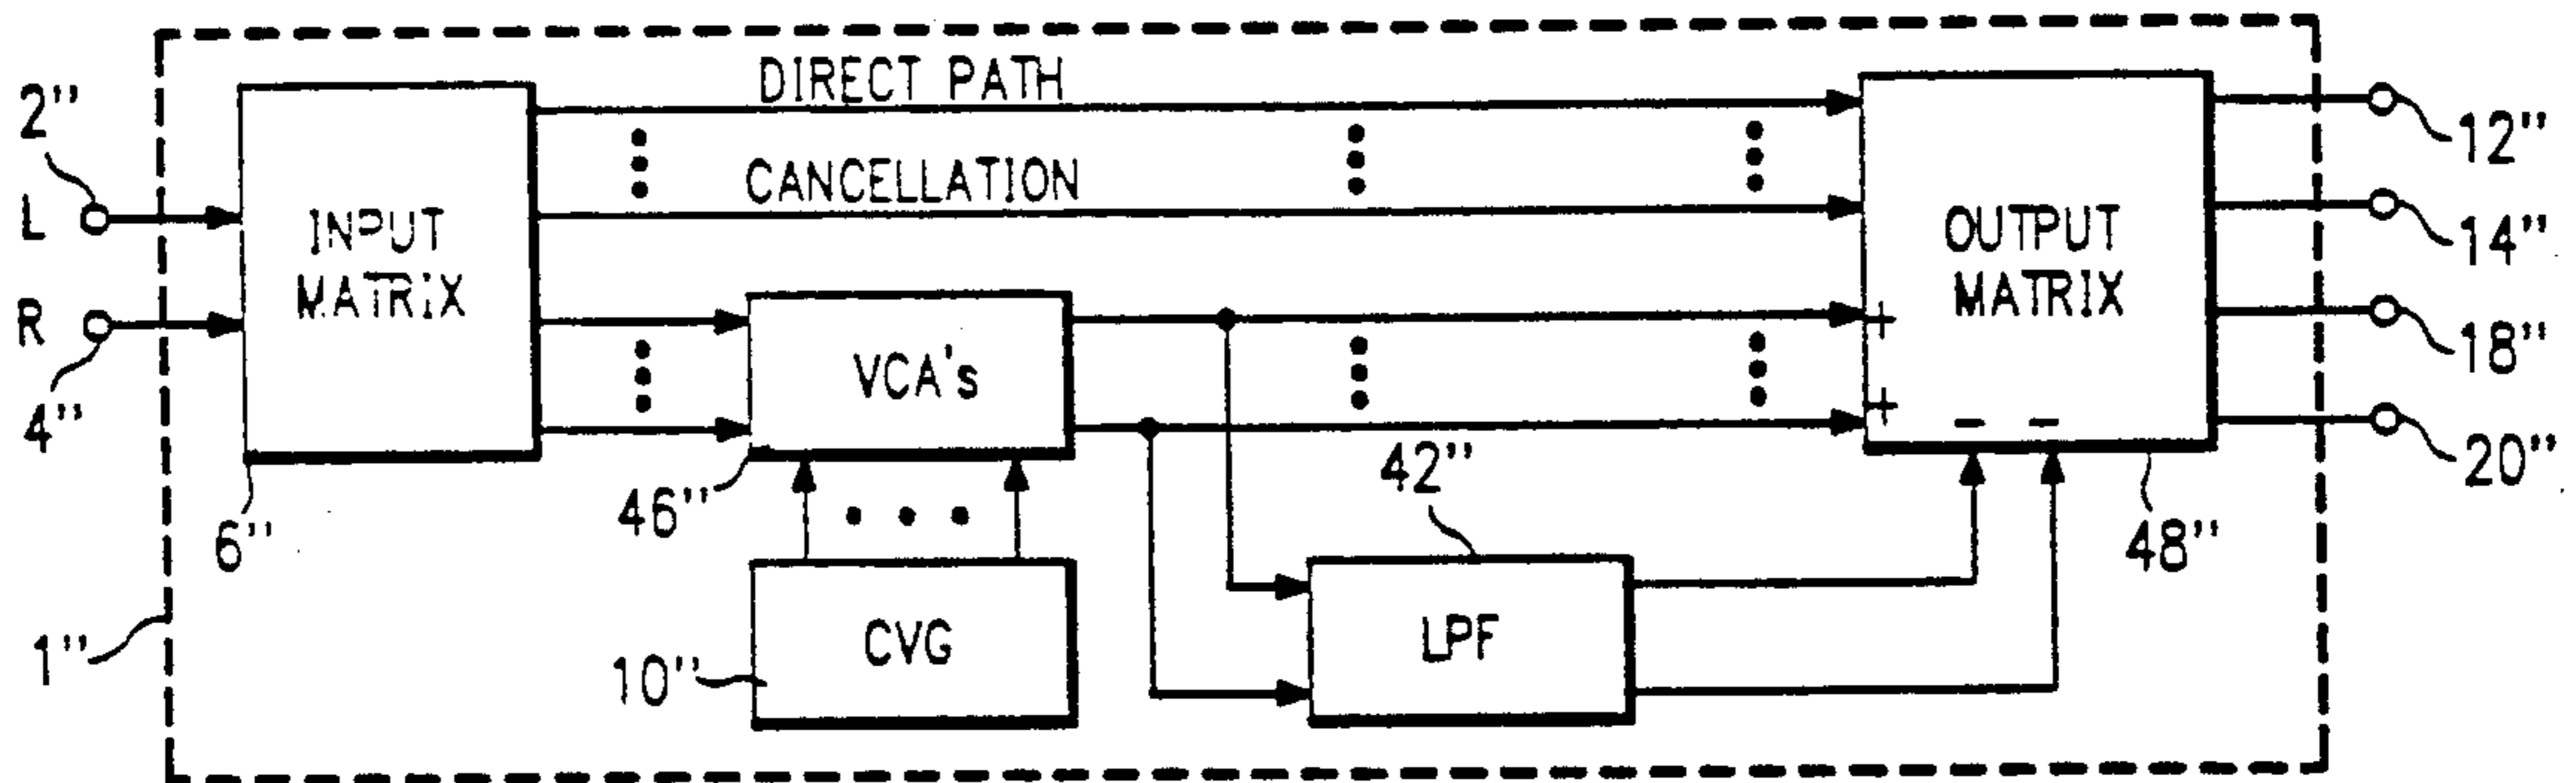 DIRECT PATH
CANCELLATION
2"
L
R
4"
INPUT
MATRIX
6"
1"
VCA's
46"
CVG
10"
42"
LPF
+
+
− −
OUTPUT
MATRIX
48"
12"
14"
18"
20"